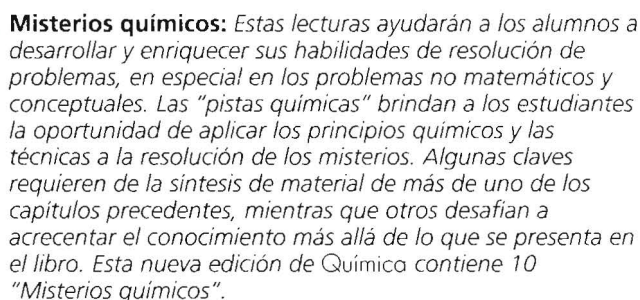 Misterios químicos: Estas lecturas ayudarán a los alumnos a
desarrollar y enriquecer sus habilidades de resolución de
problemas, en especial en los problemas no matemáticos y
conceptuales. Las "pistas químicas" brindan a los estudiantes
la oportunidad de aplicar los principios químicos y las
técnicas a la resolución de los misterios. Algunas claves
requieren de la síntesis de material de más de uno de los
capítulos precedentes, mientras que otros desafían a
acrecentar el conocimiento más allá de lo que se presenta en
el libro. Esta nueva edición de Química contiene 10
"Misterios químicos".